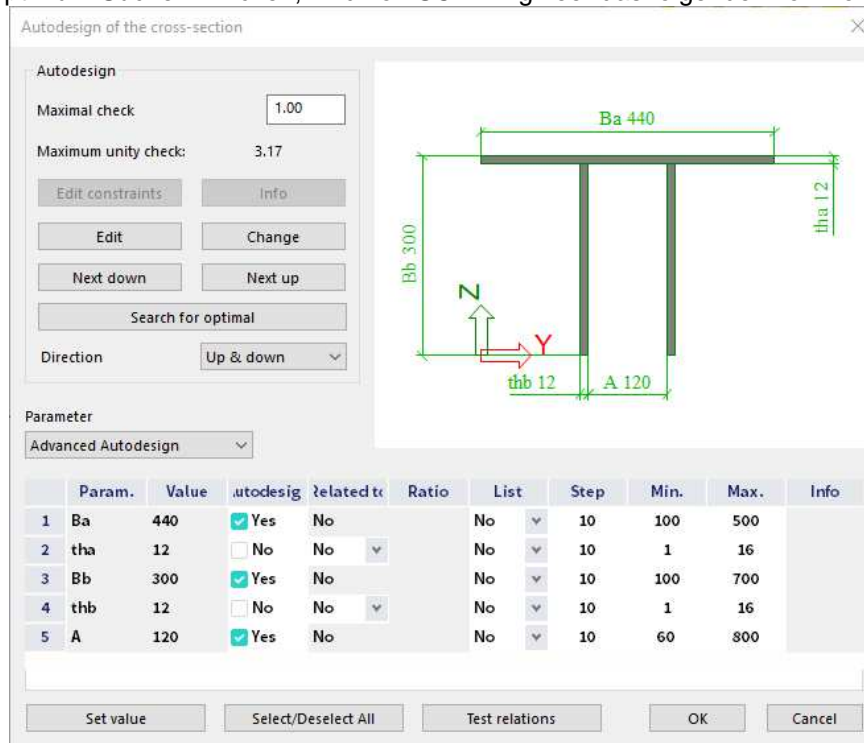 Autodesign of the cross-section
Autodesign
Maximal check 1.00
Maximum unity check: 3.17
Edit constraints Info
Edit Change
Next down Next up
Search for optimal
Direction Up & down
Ba 440
tha 12
Bb 300
Z
Y
thb 12 A 120
Parameter
Advanced Autodesign
Param. Value utodesig Related to Ratio List Step Min. Max. Info
1 Ba 440 Yes No No 10 100 500
2 tha 12 No No No 10 1 16
3 Bb 300 Yes No No 10 100 700
4 thb 12 No No No 10 1 16
5 A 120 Yes No No 10 60 800
Set value Select/Deselect All Test relations OK Cancel